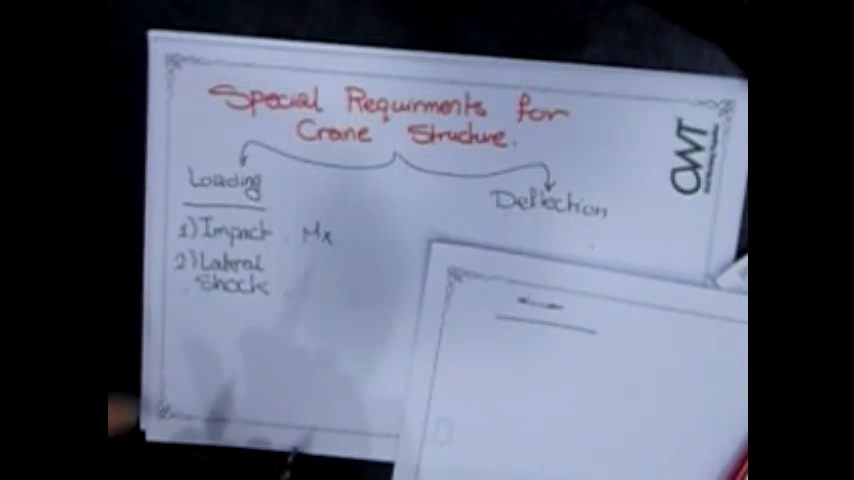 Special Requirments for
Crane Structure.
Loading
Deflection
1) Impact Mx
2) Lateral
Shock
CWT